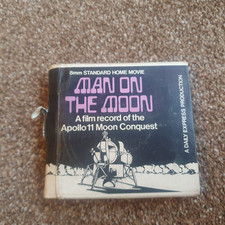 8mm STANDARD HOME MOVIE
MAN ON
THE MOON
A film record of the
Apollo 11 Moon Conquest
A DAILY EXPRESS PRODUCTION